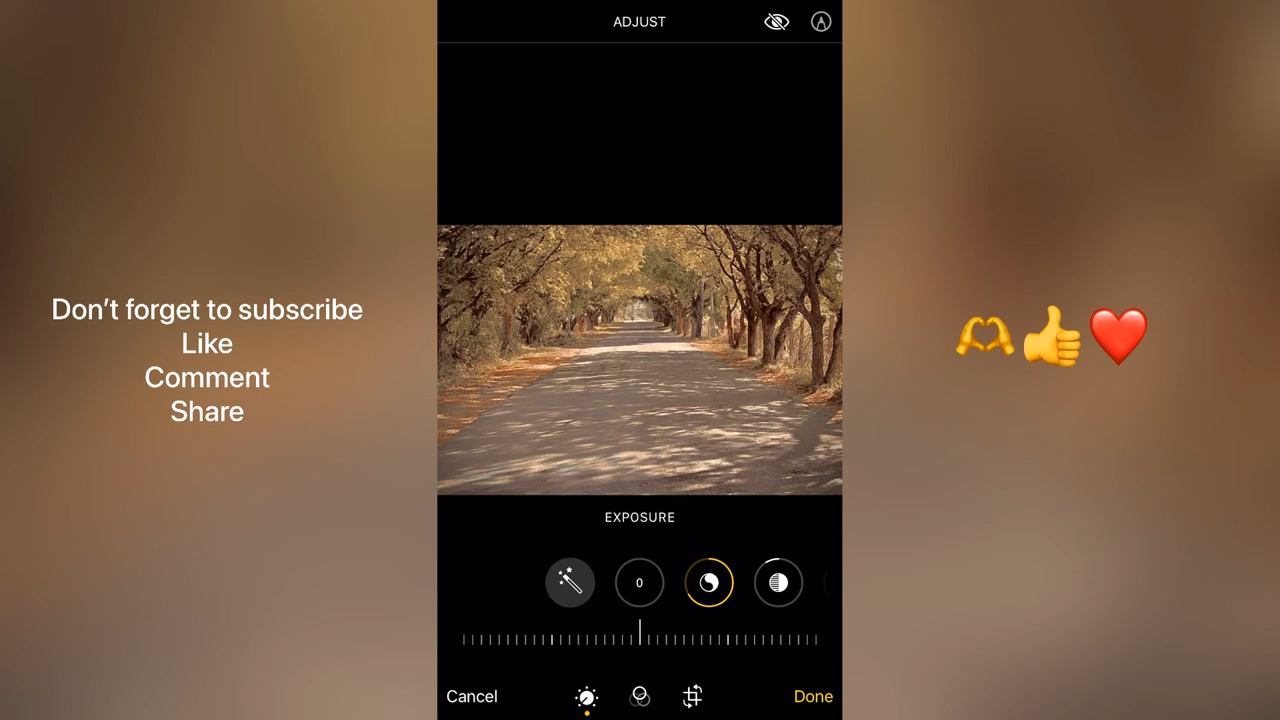 ADJUST
Don't forget to subscribe
Like
Comment
Share
EXPOSURE
0
Cancel
Done